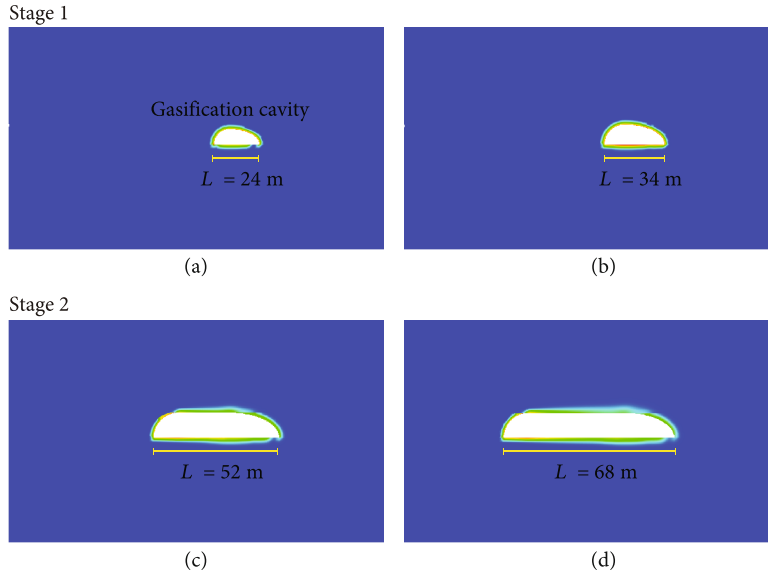 Stage 1
Gasification cavity
L = 24 m
L = 34 m
(a)
(b)
Stage 2
L = 52 m
L = 68 m
(c)
(d)